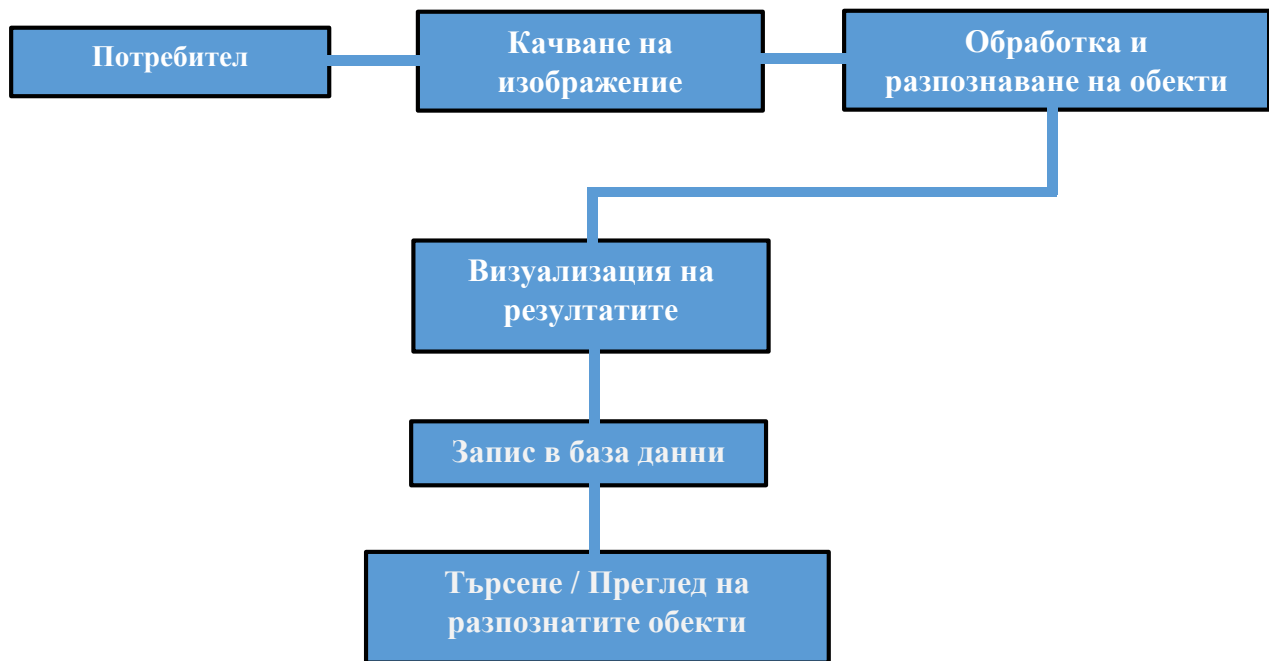 Потребител
Качване на
изображение
Обработка и
разпознаване на обекти
Визуализация на
резултатите
Запис в база данни
Търсене / Преглед на
разпознатите обекти